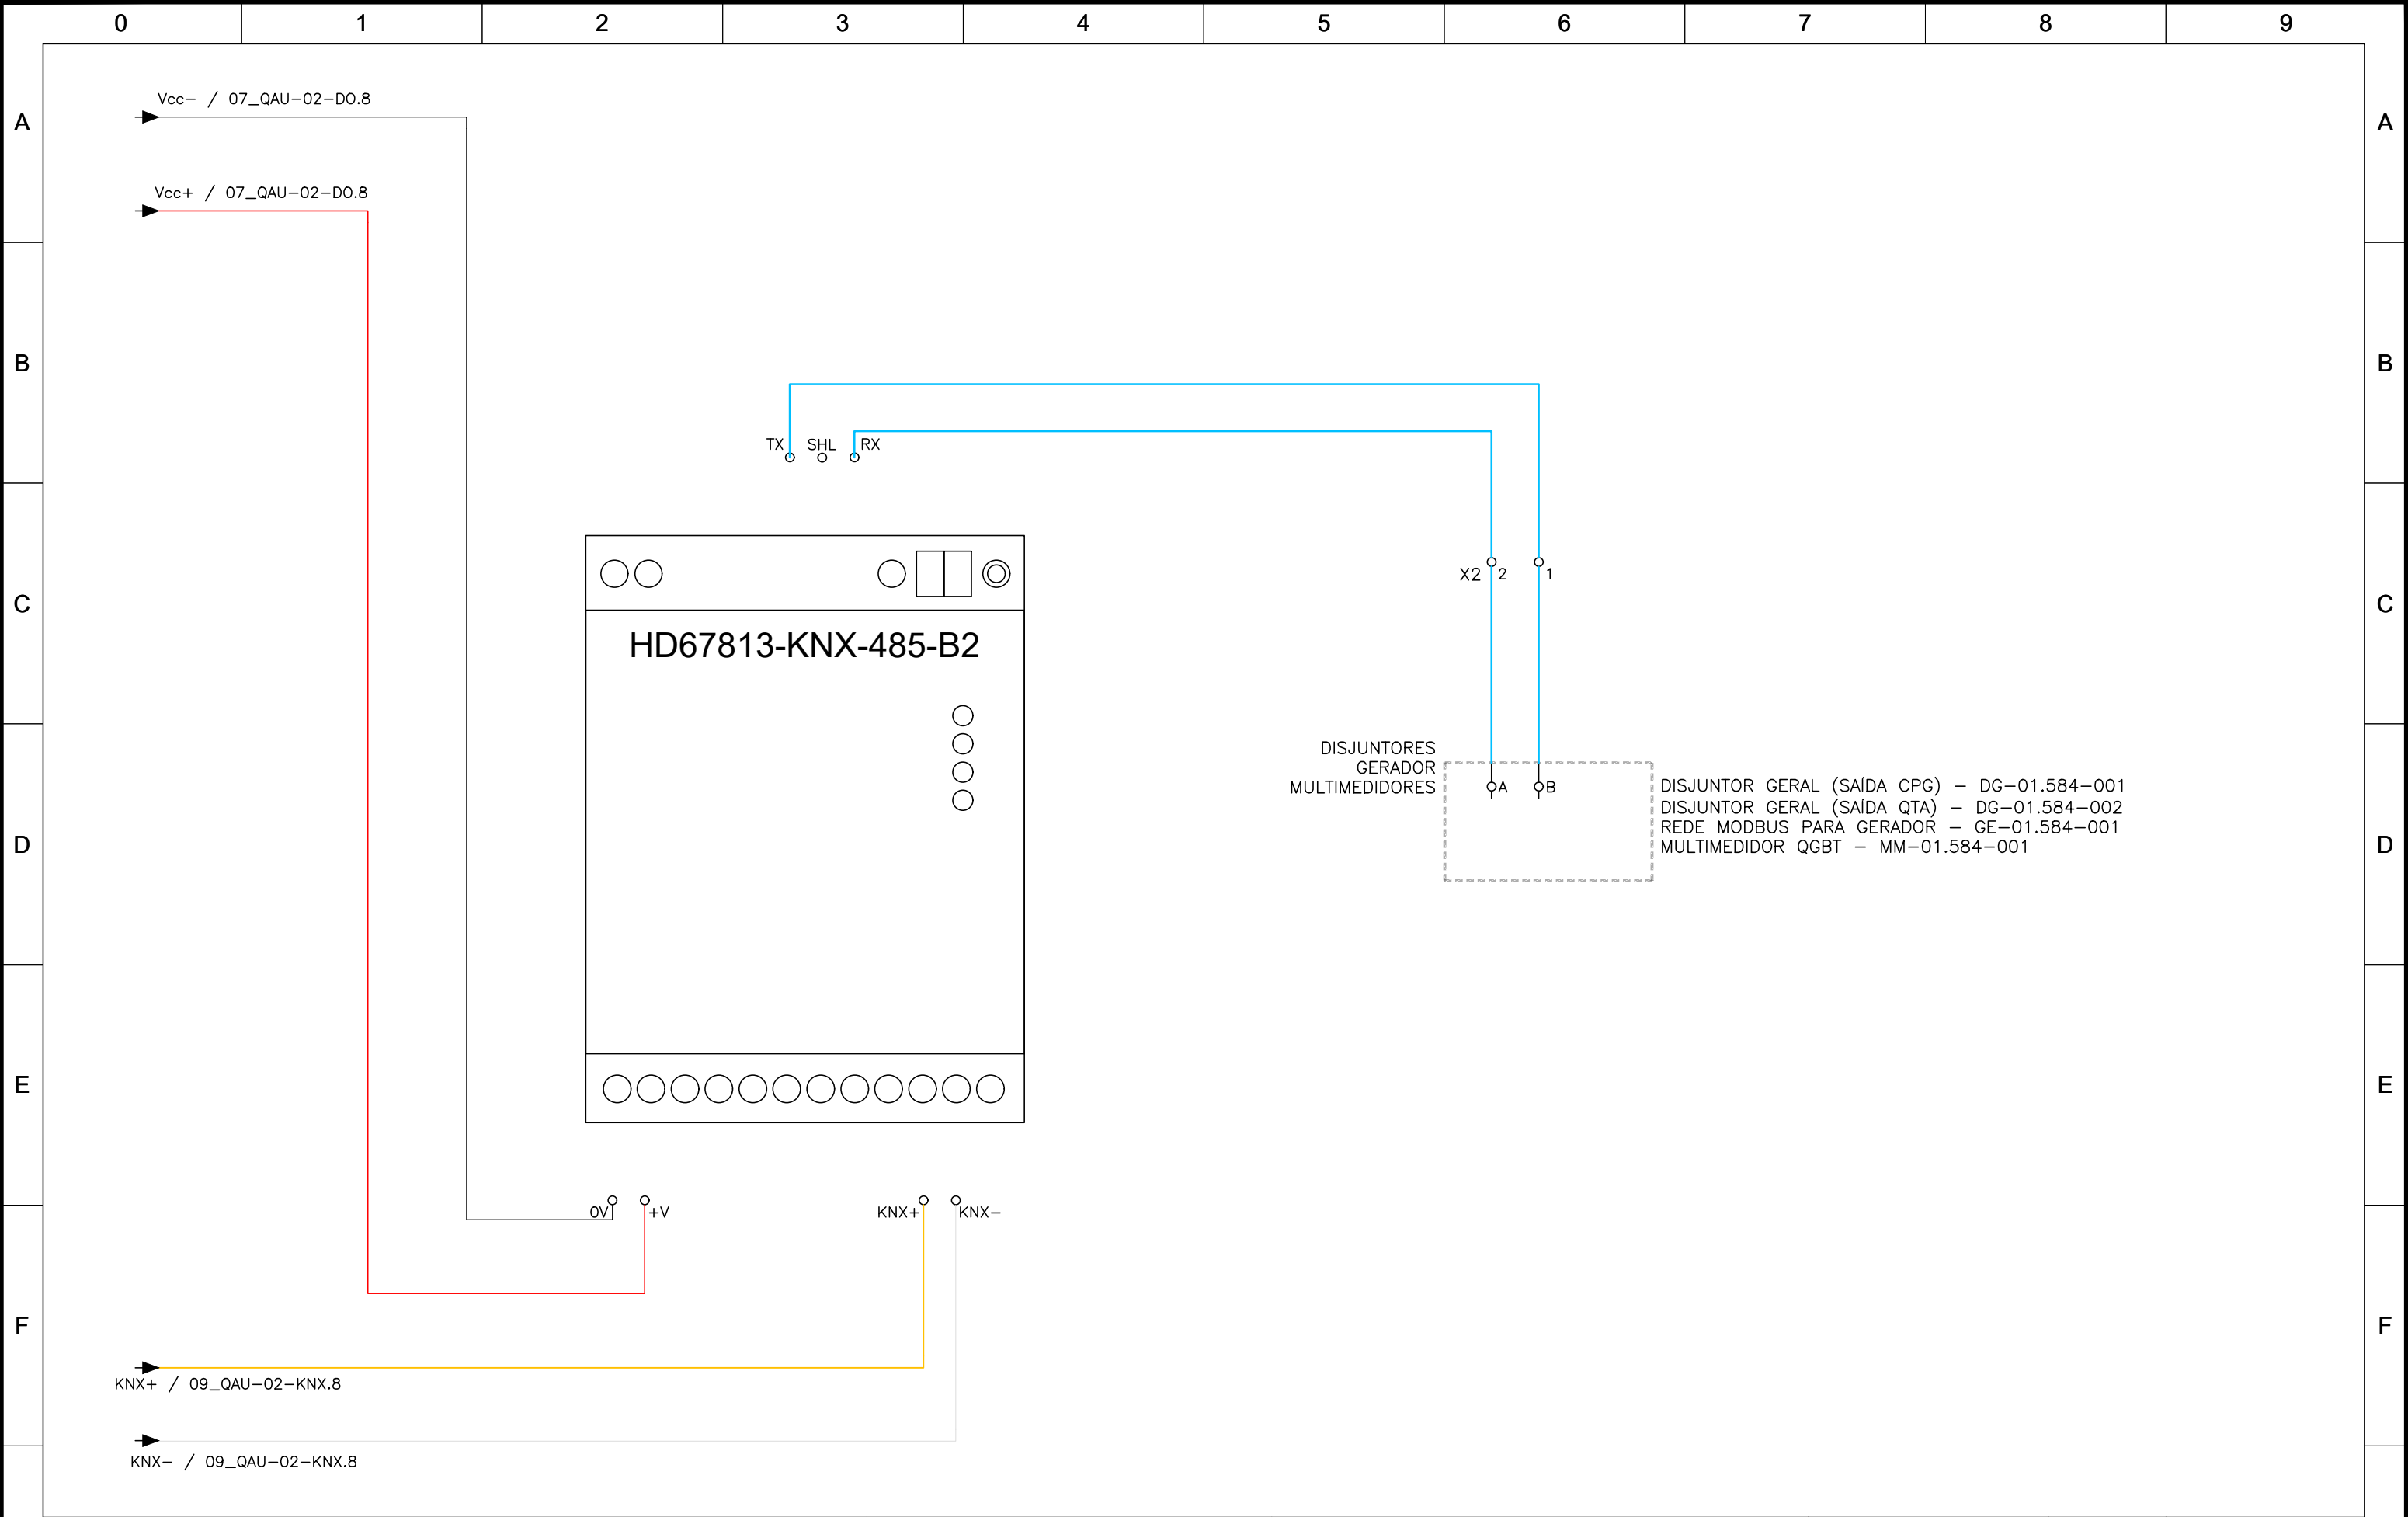 0 1 2 3 4 5 6 7 8 9
A A
Vcc- / 07_QAU-02-DO.8
Vcc+ / 07_QAU-02-DO.8
B B
TX SHL RX
X2 2 1
C C
HD67813-KNX-485-B2
DISJUNTORES
GERADOR
MULTIMEDIDORES
A B
DISJUNTOR GERAL (SAÍDA CPG) - DG-01.584-001
DISJUNTOR GERAL (SAÍDA QTA) - DG-01.584-002
REDE MODBUS PARA GERADOR - GE-01.584-001
MULTIMEDIDOR QGBT - MM-01.584-001
D D
E E
0V +V KNX+ KNX-
F F
KNX+ / 09_QAU-02-KNX.8
KNX- / 09_QAU-02-KNX.8